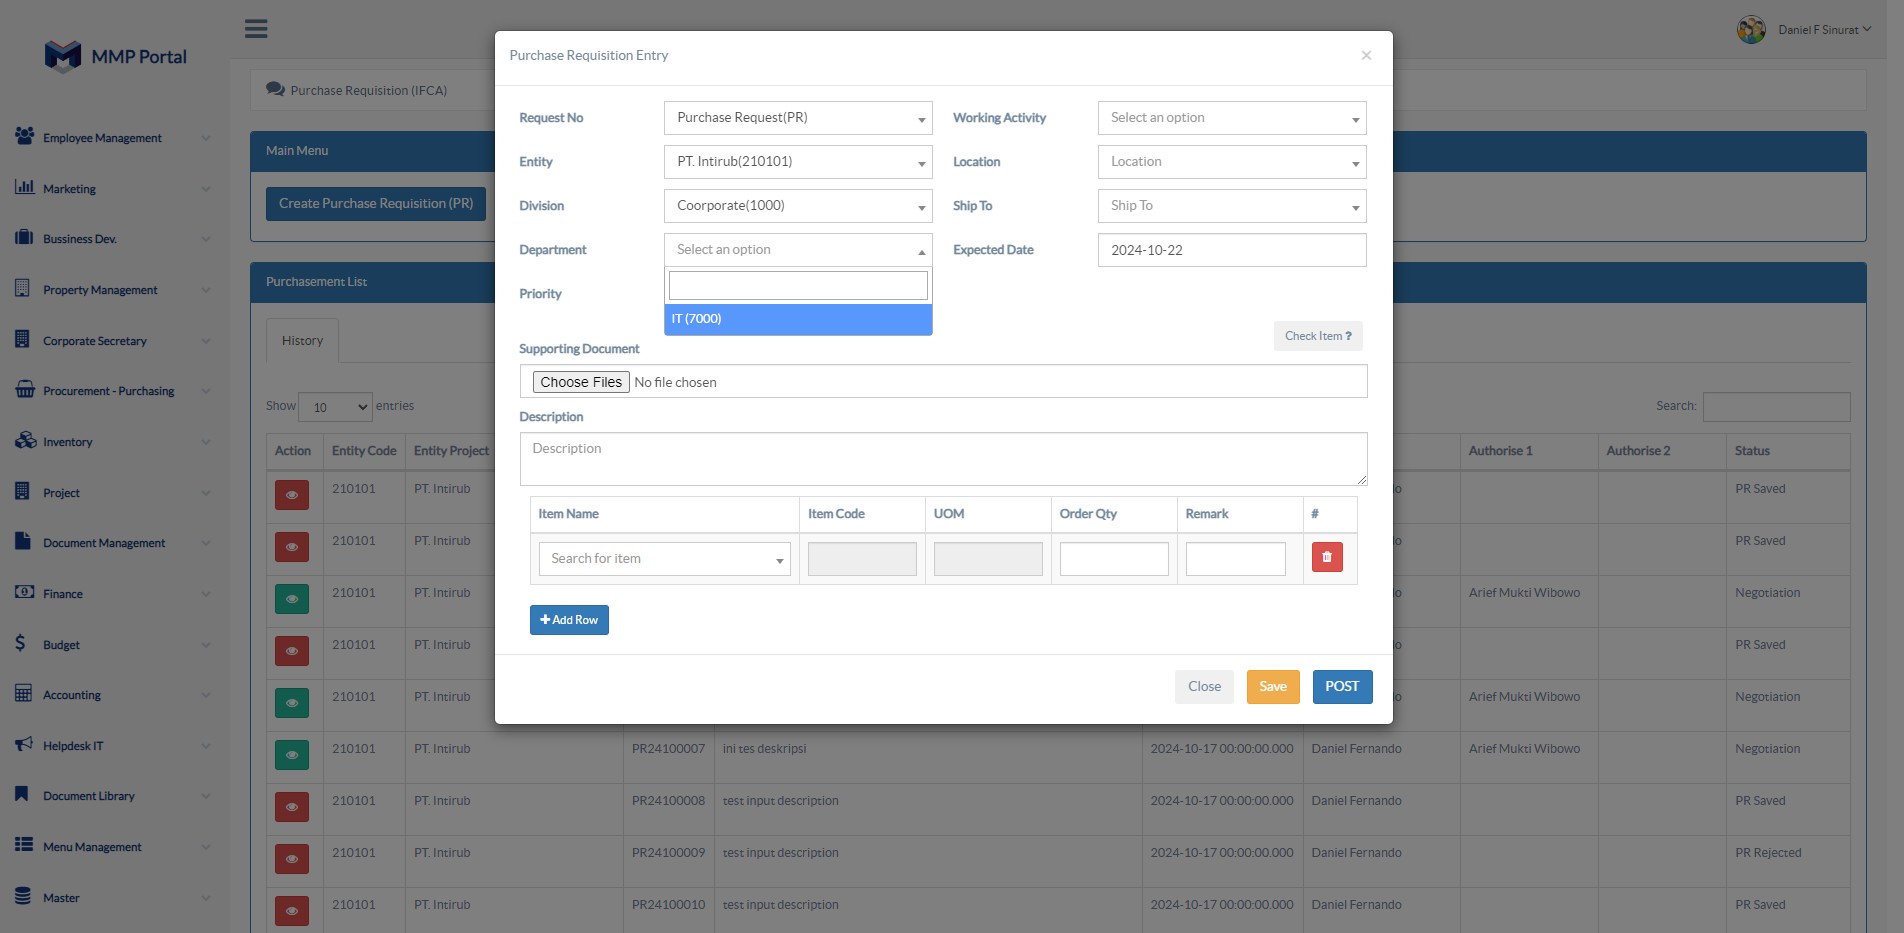 MMP Portal
Daniel F Sinurat
Purchase Requisition (IFCA)
Employee Management
Marketing
Bussiness Dev.
Property Management
Corporate Secretary
Procurement - Purchasing
Inventory
Project
Document Management
Finance
Budget
Accounting
Helpdesk IT
Document Library
Menu Management
Master
Main Menu
Create Purchase Requisition (PR)
Purchasement List
History
Show 10 entries
Search:
Purchase Requisition Entry ×
Request No Purchase Request(PR) Working Activity Select an option
Entity PT. Intirub(210101) Location Location
Division Coorporate(1000) Ship To Ship To
Department Select an option Expected Date 2024-10-22
IT (7000)
Priority
Check Item ?
Supporting Document
Choose Files No file chosen
Description
Description
Item Name Item Code UOM Order Qty Remark #
Search for item
Add Row
Close Save POST
Action Entity Code Entity Project Authorise 1 Authorise 2 Status
210101 PT. Intirub PR Saved
210101 PT. Intirub PR Saved
210101 PT. Intirub Arief Mukti Wibowo Negotiation
210101 PT. Intirub PR Saved
210101 PT. Intirub Arief Mukti Wibowo Negotiation
210101 PT. Intirub PR24100007 ini tes deskripsi 2024-10-17 00:00:00.000 Daniel Fernando Arief Mukti Wibowo Negotiation
210101 PT. Intirub PR24100008 test input description 2024-10-17 00:00:00.000 Daniel Fernando PR Saved
210101 PT. Intirub PR24100009 test input description 2024-10-17 00:00:00.000 Daniel Fernando PR Rejected
210101 PT. Intirub PR24100010 test input description 2024-10-17 00:00:00.000 Daniel Fernando PR Saved